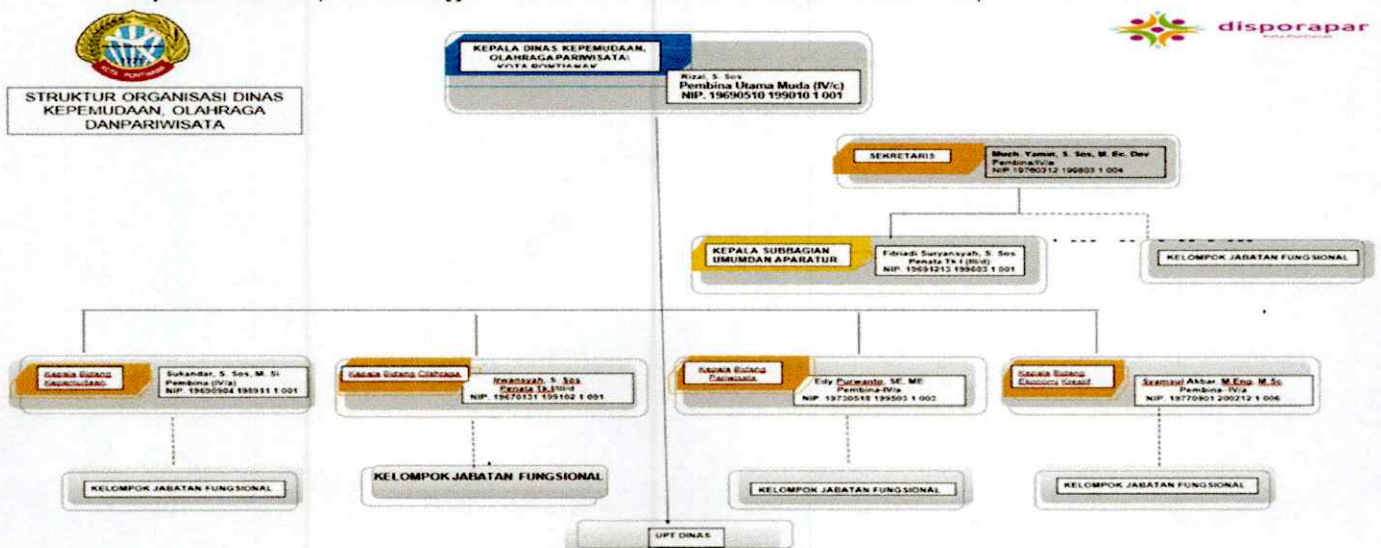 KOTA PONTIANAK
STRUKTUR ORGANISASI DINAS
KEPEMUDAAN, OLAHRAGA
DANPARIWISATA
disporapar
Kota Pontianak
KEPALA DINAS KEPEMUDAAN,
OLAHRAGA PARIWISATA
KOTA PONTIANAK
Rizal, S. Sos
Pembina Utama Muda (IV/c)
NIP. 19690510 199010 1 001
SEKRETARIS
Much. Yamin, S. Sos, M. Ec. Dev
Pembina/IV/a
NIP. 19760312 199803 1 004
KEPALA SUBBAGIAN
UMUMDAN APARATUR
Fitriadi Suryansyah, S. Sos
Penata Tk I (III/d)
NIP. 19691213 199603 1 001
KELOMPOK JABATAN FUNGSIONAL
Kepala Bidang
Kepemudaan
Sukandar, S. Sos, M. Si
Pembina (IV/a)
NIP. 19690904 198911 1 001
Kepala Bidang Olahraga
Irwansyah, S. Sos
Penata Tk.I/III/d
NIP. 19670131 199102 1 001
Kepala Bidang
Pariwisata
Edy Purwanto, SE, ME
Pembina-IV/a
NIP. 19730518 199503 1 003
Kepala Bidang
Ekonomi Kreatif
Syamsul Akbar, M.Eng, M.Sc
Pembina- IV/a
NIP. 19770901 200212 1 006
KELOMPOK JABATAN FUNGSIONAL
KELOMPOK JABATAN FUNGSIONAL
KELOMPOK JABATAN FUNGSIONAL
KELOMPOK JABATAN FUNGSIONAL
UPT DINAS